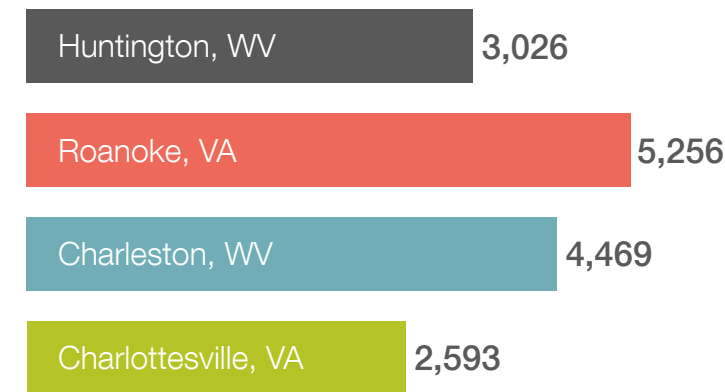 Huntington, WV 3,026
Roanoke, VA 5,256
Charleston, WV 4,469
Charlottesville, VA 2,593